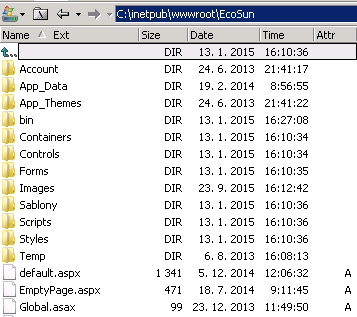 C:\inetpub\wwwroot\EcoSun
Name Ext Size Date Time Attr
.. DIR 13. 1. 2015 16:10:36
Account DIR 24. 6. 2013 21:41:17
App_Data DIR 19. 2. 2014 8:56:55
App_Themes DIR 24. 6. 2013 21:41:22
bin DIR 13. 1. 2015 16:27:08
Containers DIR 13. 1. 2015 16:10:34
Controls DIR 13. 1. 2015 16:10:34
Forms DIR 13. 1. 2015 16:10:35
Images DIR 23. 9. 2015 16:12:42
Sablony DIR 13. 1. 2015 16:10:34
Scripts DIR 13. 1. 2015 16:10:34
Styles DIR 13. 1. 2015 16:10:34
Temp DIR 6. 8. 2013 16:08:13
default.aspx 1 341 5. 12. 2014 12:06:32 A
EmptyPage.aspx 471 18. 7. 2014 9:11:45 A
Global.asax 99 23. 12. 2013 11:49:50 A